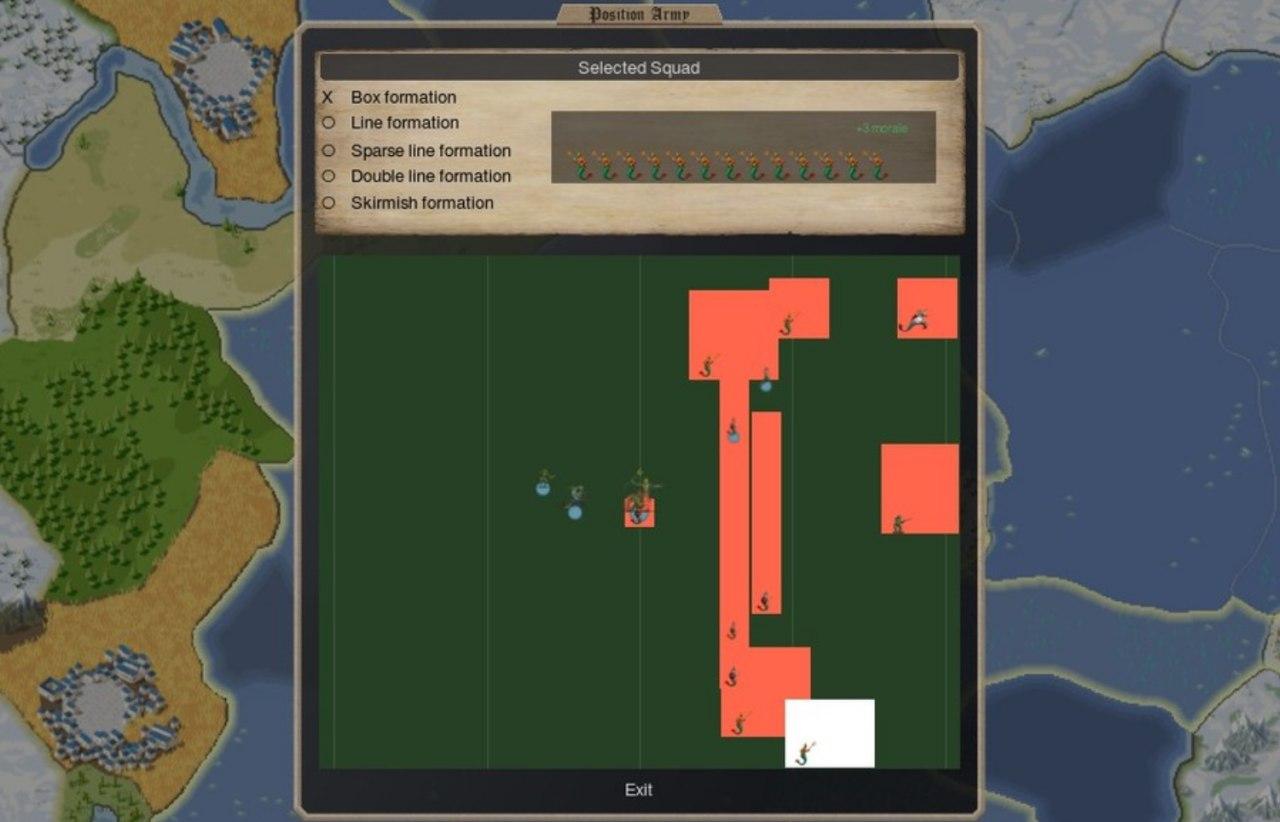 Position Army
Selected Squad
X Box formation
Line formation
+3 morale
Sparse line formation
Double line formation
Skirmish formation
Exit